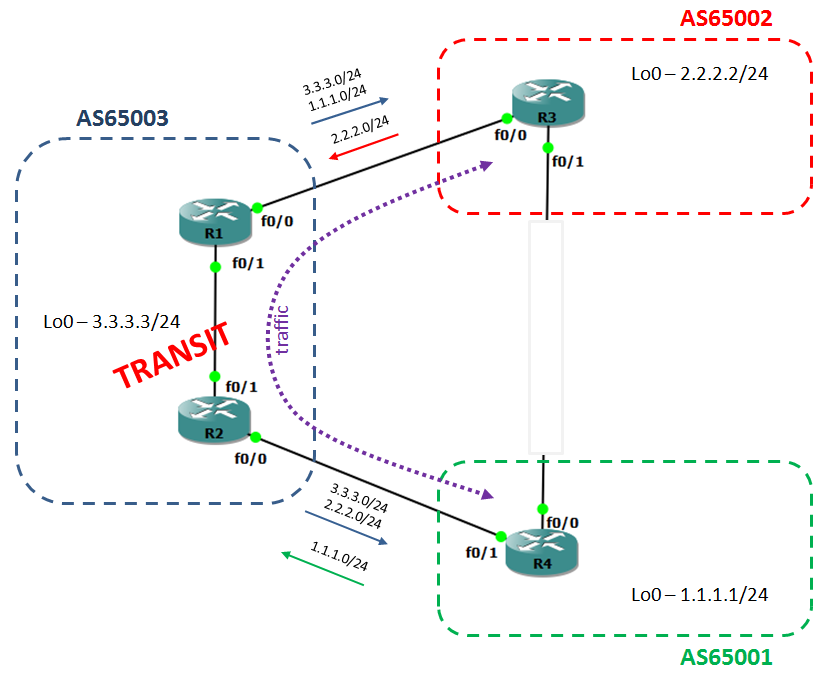 AS65002
Lo0 – 2.2.2.2/24
R3
f0/0
f0/1
3.3.3.0/24
1.1.1.0/24
2.2.2.0/24
AS65003
R1
f0/0
f0/1
Lo0 – 3.3.3.3/24
TRANSIT
traffic
f0/1
R2
f0/0
3.3.3.0/24
2.2.2.0/24
1.1.1.0/24
f0/0
f0/1
R4
Lo0 – 1.1.1.1/24
AS65001